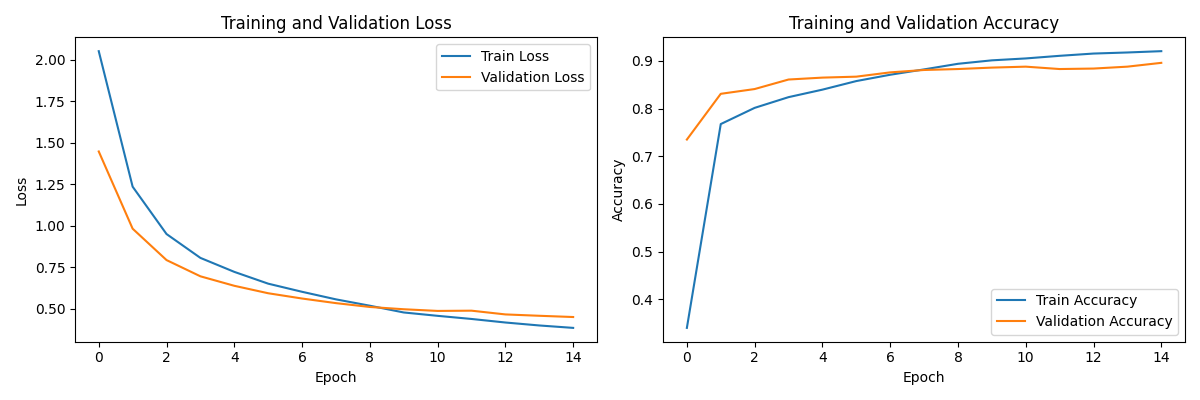 Training and Validation Loss
Train Loss
Validation Loss
2.00
1.75
1.50
1.25
1.00
0.75
0.50
Loss
0 2 4 6 8 10 12 14
Epoch
Training and Validation Accuracy
0.9
0.8
0.7
0.6
0.5
0.4
Accuracy
Train Accuracy
Validation Accuracy
0 2 4 6 8 10 12 14
Epoch